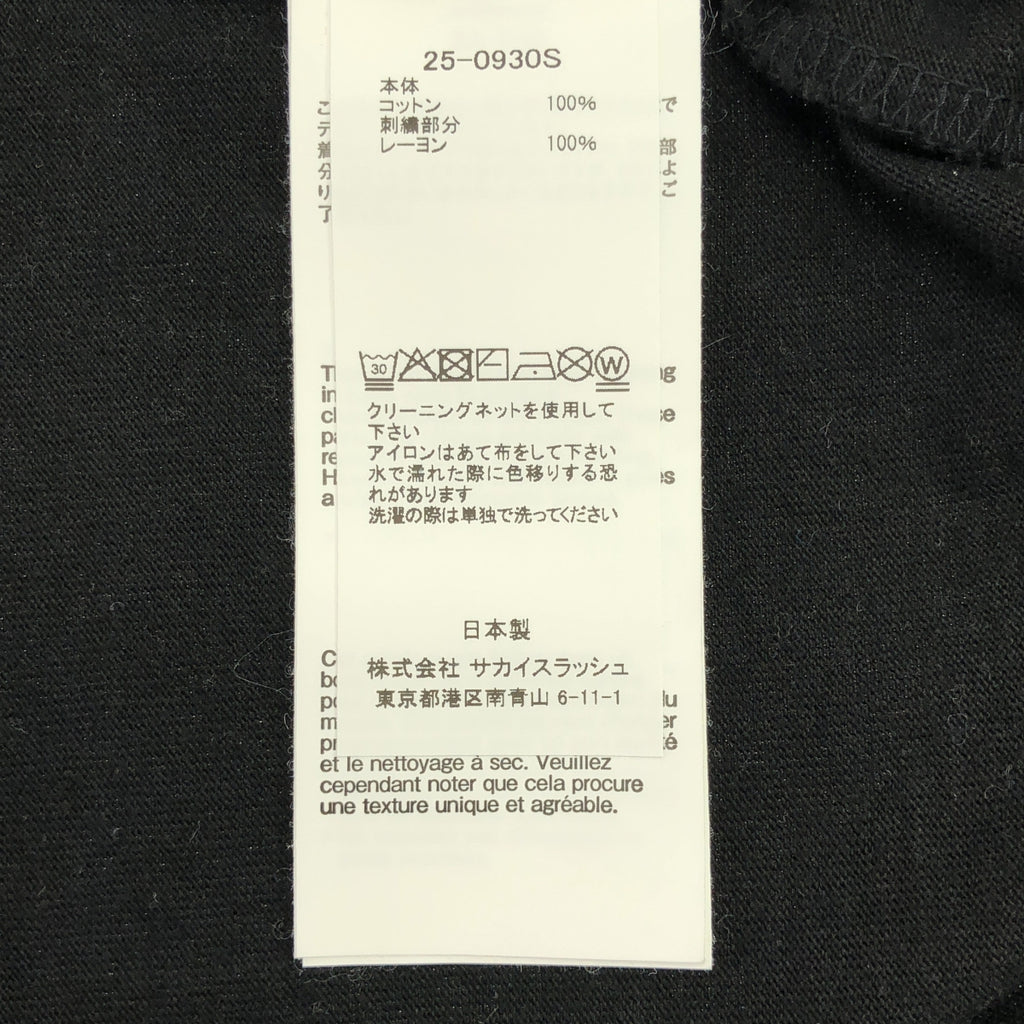 25-0930S
本体
コットン 100%
刺繍部分
レーヨン 100%
30
W
クリーニングネットを使用して
下さい
アイロンはあて布をして下さい
水で濡れた際に色移りする恐
れがあります
洗濯の際は単独で洗ってください
日本製
株式会社 サカイスラッシュ
東京都港区南青山 6-11-1
et le nettoyage à sec. Veuillez
cependant noter que cela procure
une texture unique et agréable.